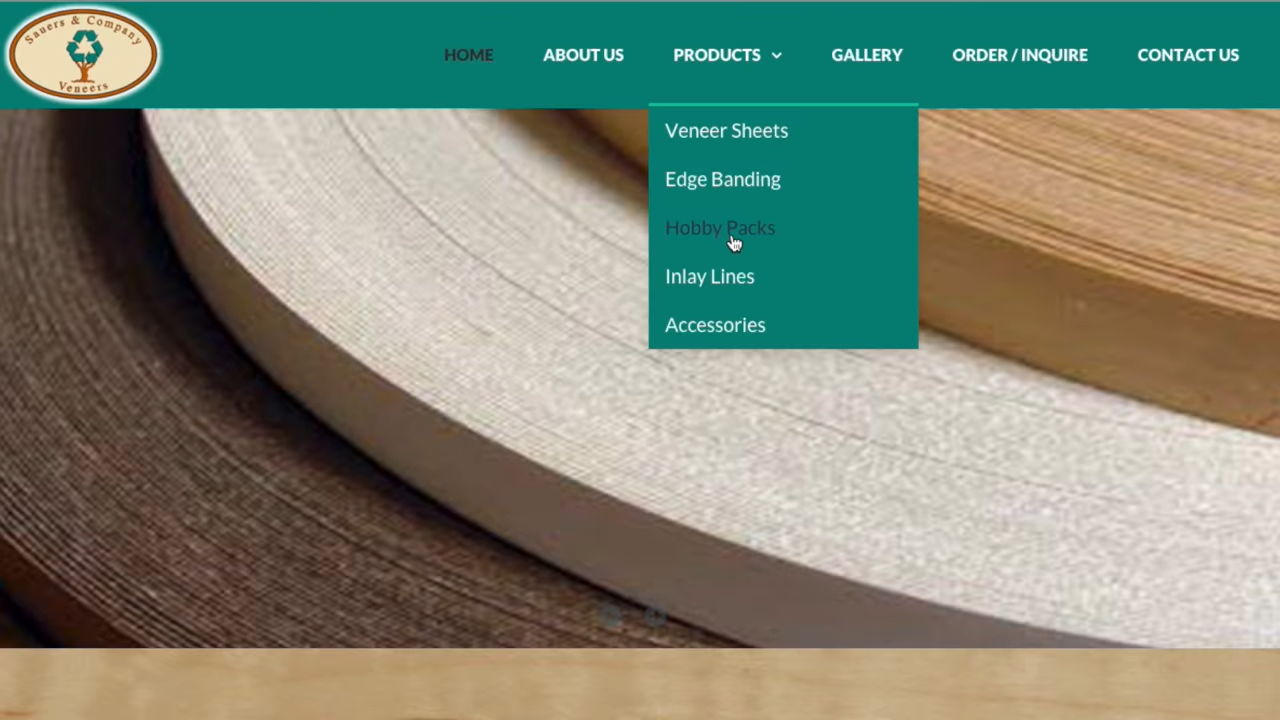 Sauers & Company
Veneers
HOME
ABOUT US
PRODUCTS
GALLERY
ORDER / INQUIRE
CONTACT US
Veneer Sheets
Edge Banding
Hobby Packs
Inlay Lines
Accessories